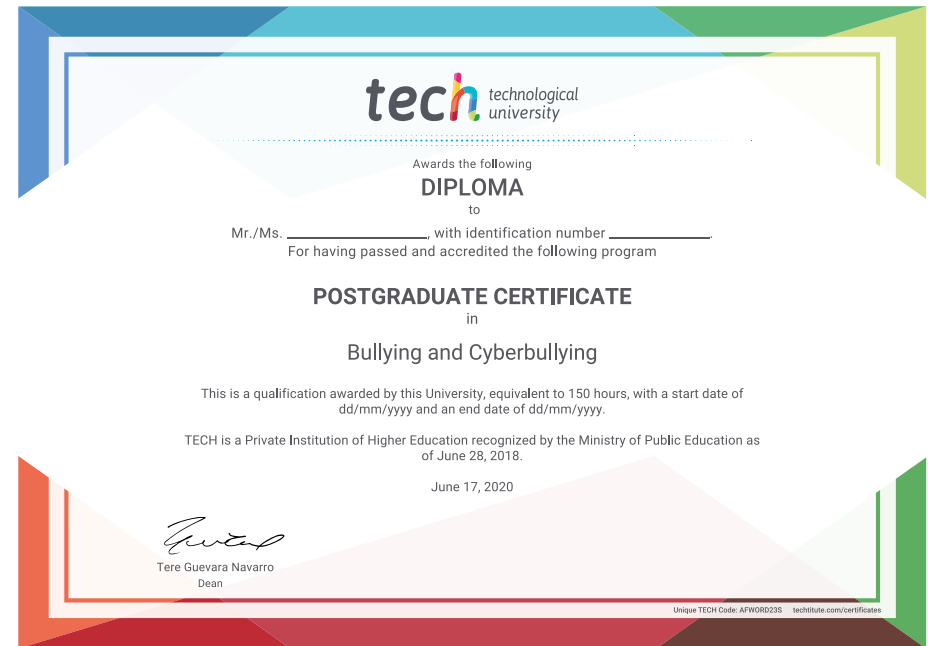 tech technological
university
Awards the following
DIPLOMA
to
Mr./Ms. ____________________, with identification number ______________.
For having passed and accredited the following program
POSTGRADUATE CERTIFICATE
in
Bullying and Cyberbullying
This is a qualification awarded by this University, equivalent to 150 hours, with a start date of
dd/mm/yyyy and an end date of dd/mm/yyyy.
TECH is a Private Institution of Higher Education recognized by the Ministry of Public Education as
of June 28, 2018.
June 17, 2020
Tere Guevara Navarro
Dean
Unique TECH Code: AFWORD23S techtitute.com/certificates